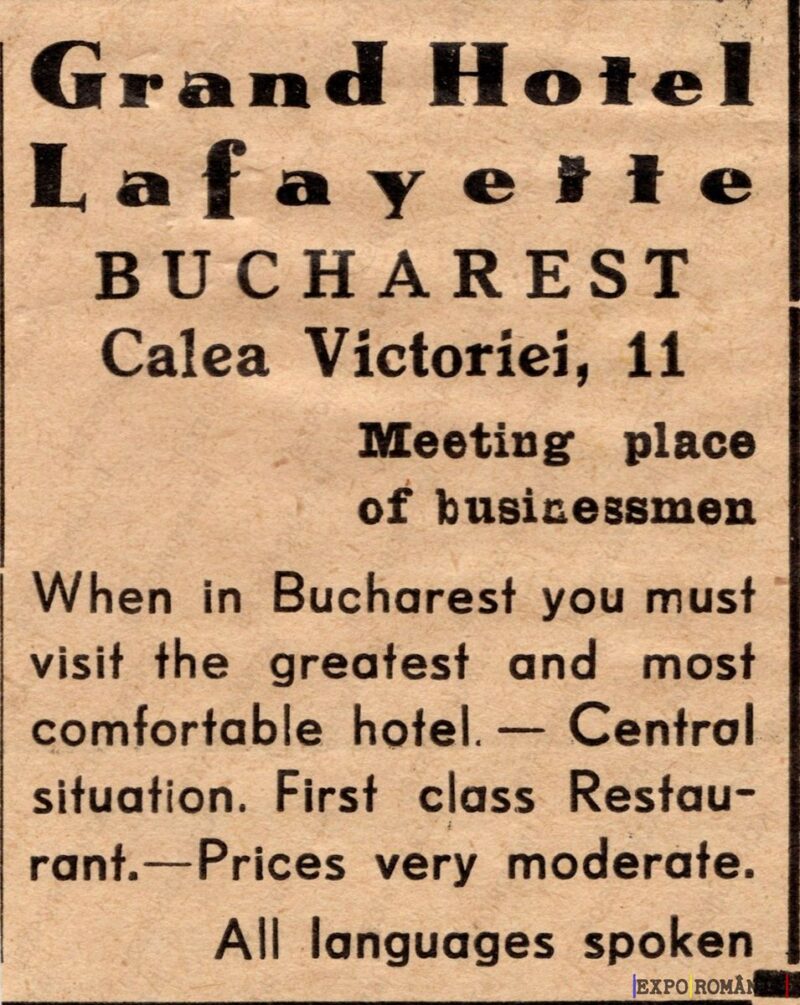 Grand Hotel
Lafayette
BUCHAREST
Calea Victoriei, 11
Meeting place
of businessmen
When in Bucharest you must
visit the greatest and most
comfortable hotel. — Central
situation. First class Restau-
rant.—Prices very moderate.
All languages spoken
EXPO ROMÂN